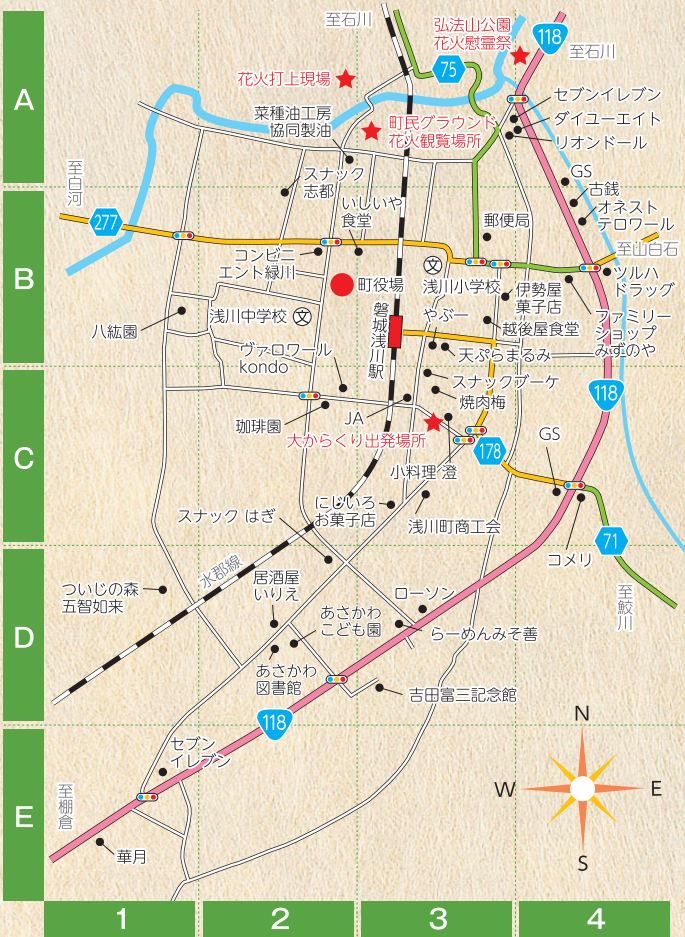 A
B
C
D
E
1
2
3
4
至石川
弘法山公園
花火慰霊祭
118
至石川
75
花火打上現場
菜種油工房
協同製油
町民グラウンド
花火観覧場所
セブンイレブン
ダイユーエイト
リオンドール
至白河
スナック
志都
GS
古銭
オネスト
テロワール
いしいや
食堂
郵便局
277
コンビニ
エント緑川
至山白石
町役場
文
浅川小学校
ツルハ
ドラッグ
伊勢屋
菓子店
八紘園
浅川中学校
文
磐城浅川駅
やぶー
越後屋食堂
ファミリー
ショップ
みずのや
天ぷらまるみ
ヴァロワール
kondo
スナックブーケ
焼肉梅
118
珈琲園
JA
大からくり出発場所
GS
178
小料理 澄
スナック はぎ
にじいろ
お菓子店
浅川町商工会
コメリ
71
水郡線
ついじの森
五智如来
居酒屋
いりえ
あさかわ
こども園
ローソン
らーめんみそ善
至鮫川
あさかわ
図書館
吉田富三記念館
118
セブン
イレブン
至棚倉
華月
N
W
E
S